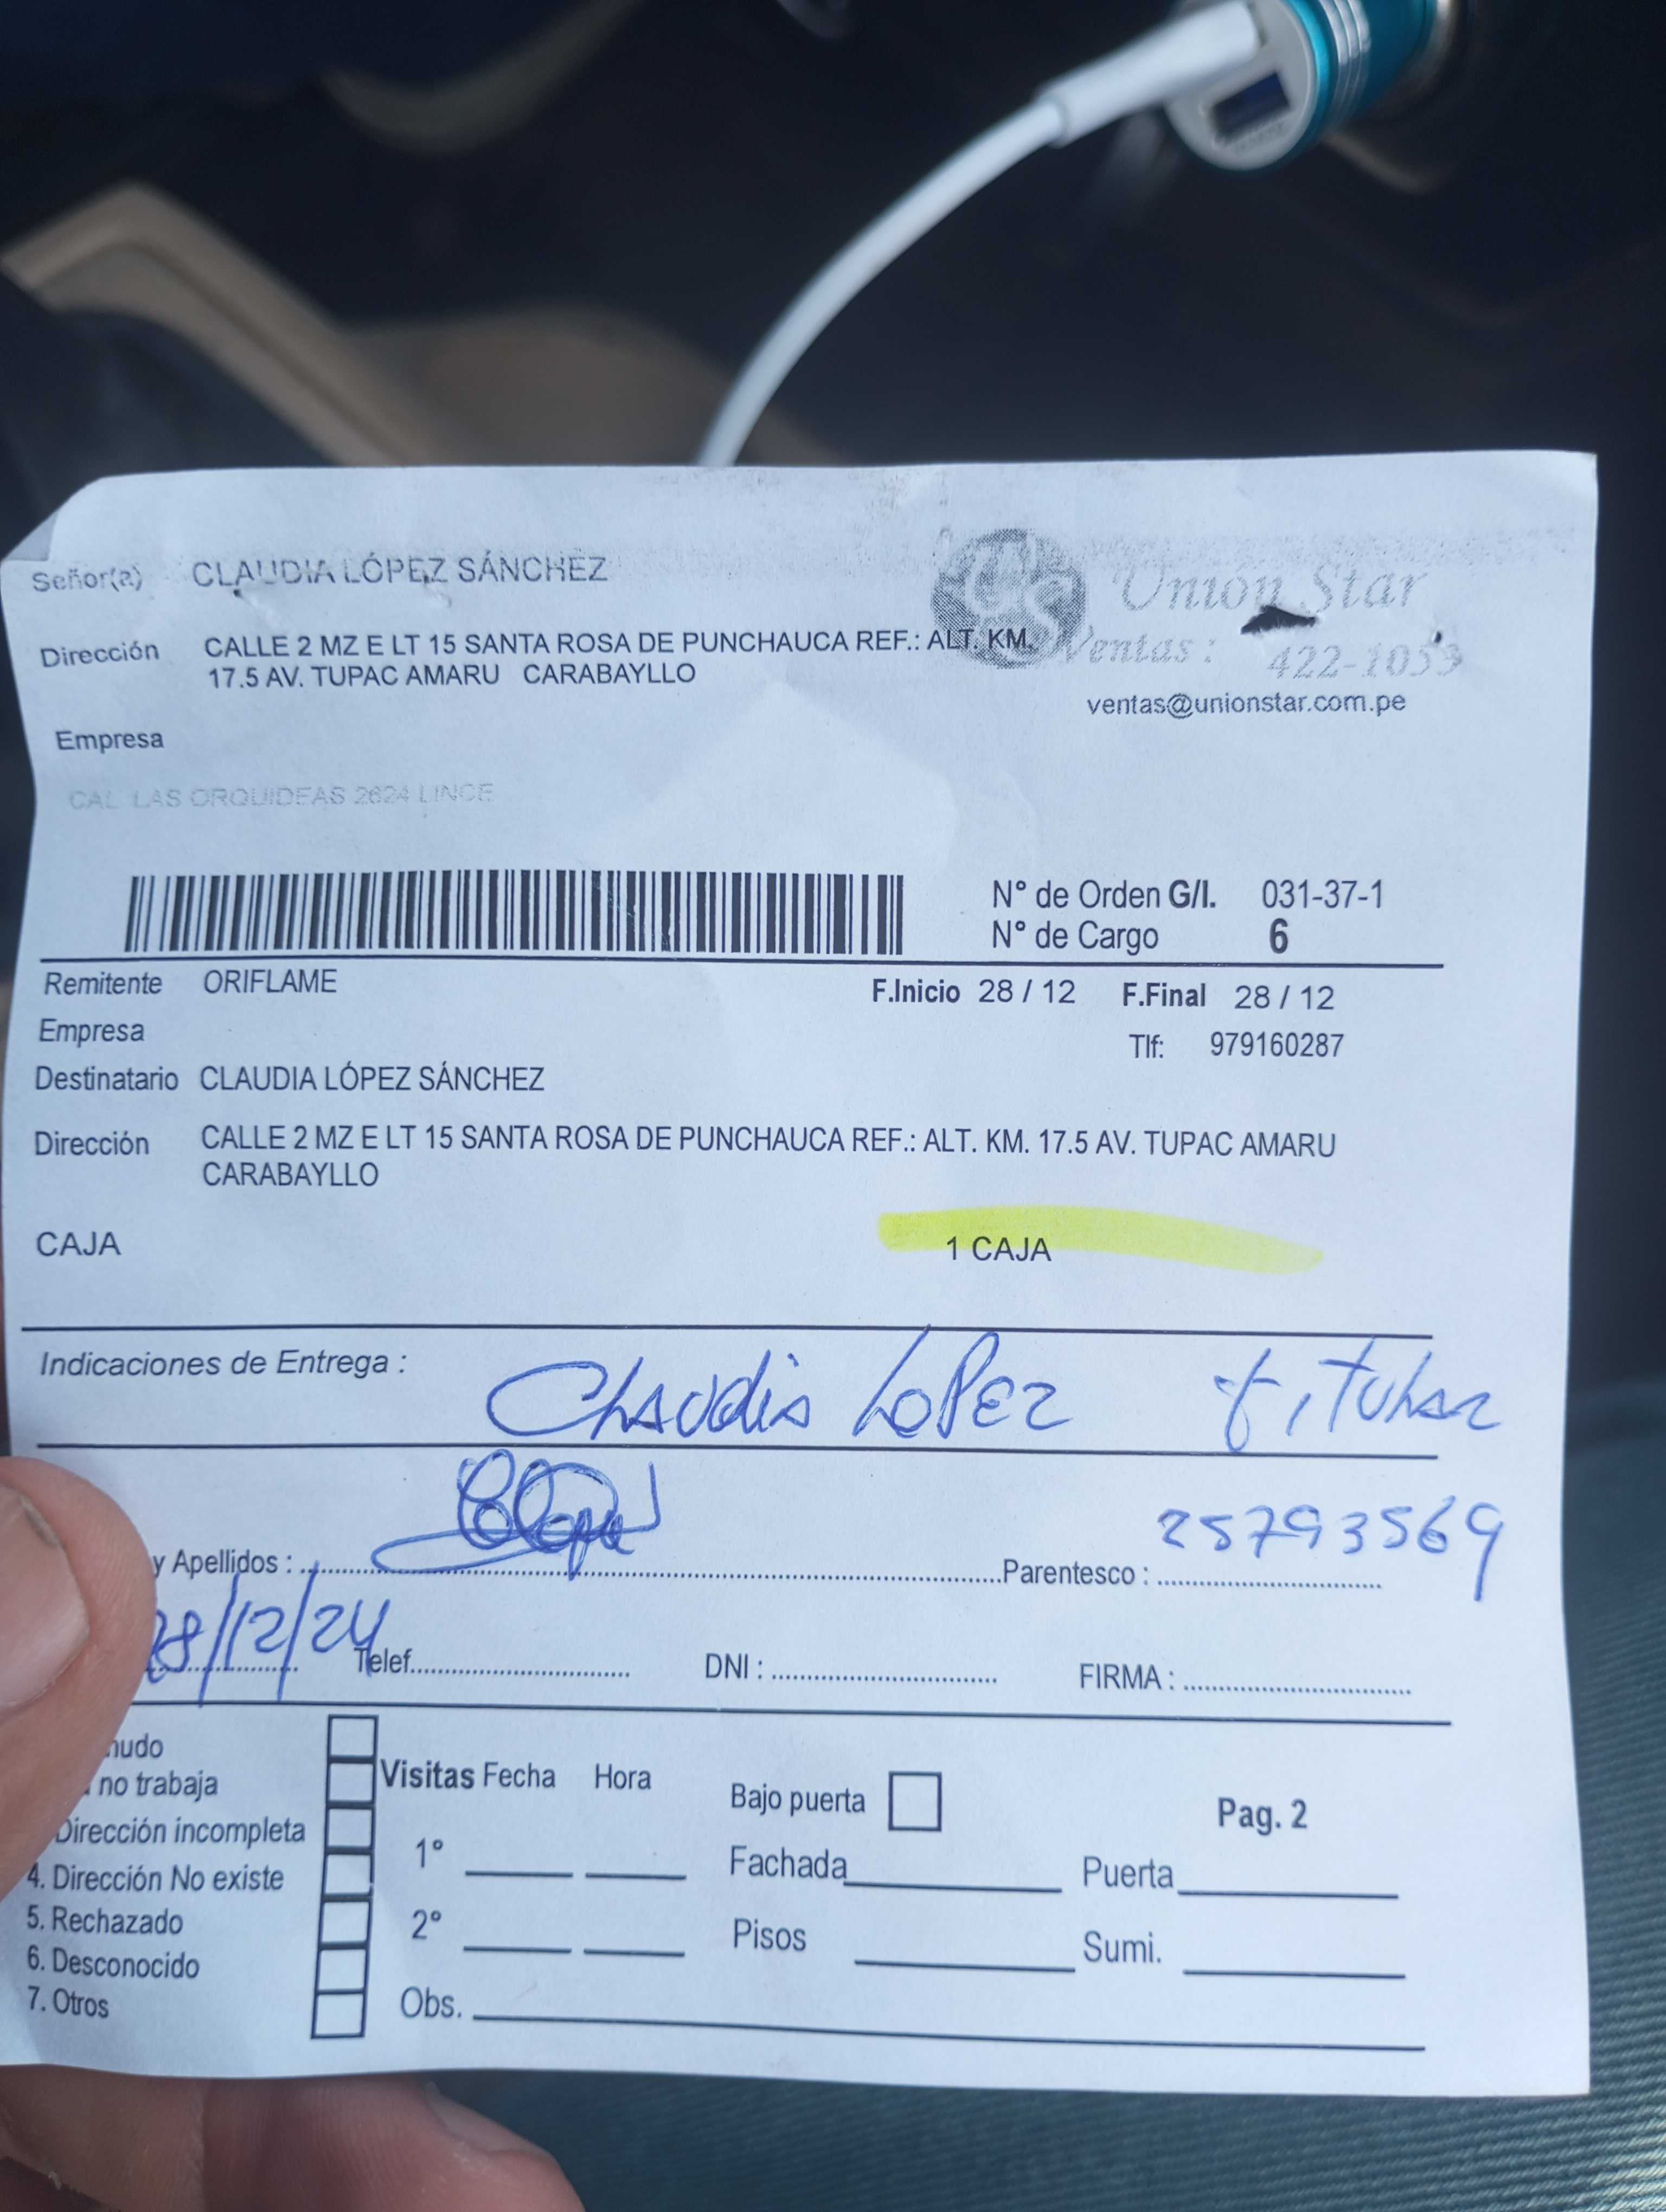 Señor(a) CLAUDIA LÓPEZ SÁNCHEZ
Unión Star
Dirección CALLE 2 MZ E LT 15 SANTA ROSA DE PUNCHAUCA REF.: ALT. KM.
17.5 AV. TUPAC AMARU CARABAYLLO
Ventas : 422-1053
ventas@unionstar.com.pe
Empresa
CAL LAS ORQUIDEAS 2624 LINCE
N° de Orden G/I. 031-37-1
N° de Cargo 6
Remitente ORIFLAME
F.Inicio 28 / 12 F.Final 28 / 12
Empresa
Tlf: 979160287
Destinatario CLAUDIA LÓPEZ SÁNCHEZ
Dirección CALLE 2 MZ E LT 15 SANTA ROSA DE PUNCHAUCA REF.: ALT. KM. 17.5 AV. TUPAC AMARU
CARABAYLLO
CAJA 1 CAJA
Indicaciones de Entrega : Claudia Lopez titular
y Apellidos : Parentesco : 25793569
28/12/24 Telef. DNI : FIRMA :
no trabaja
Dirección incompleta
4. Dirección No existe
5. Rechazado
6. Desconocido
7. Otros
Visitas Fecha Hora
1°
2°
Obs.
Bajo puerta
Pag. 2
Fachada Puerta
Pisos Sumi.